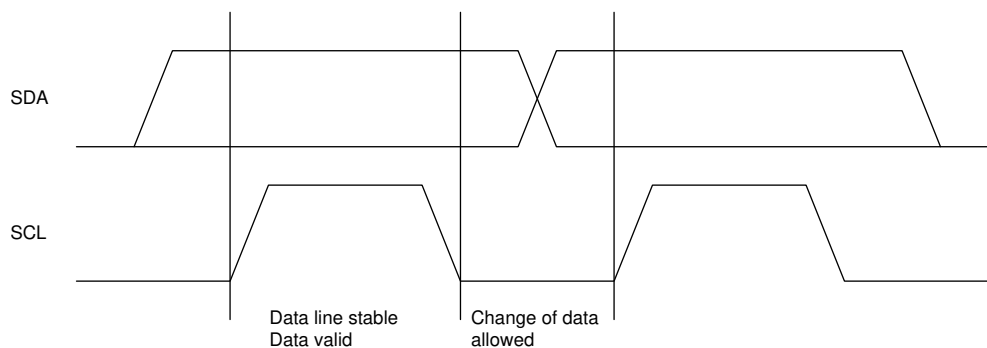 SDA
SCL
Data line stable
Data valid
Change of data
allowed